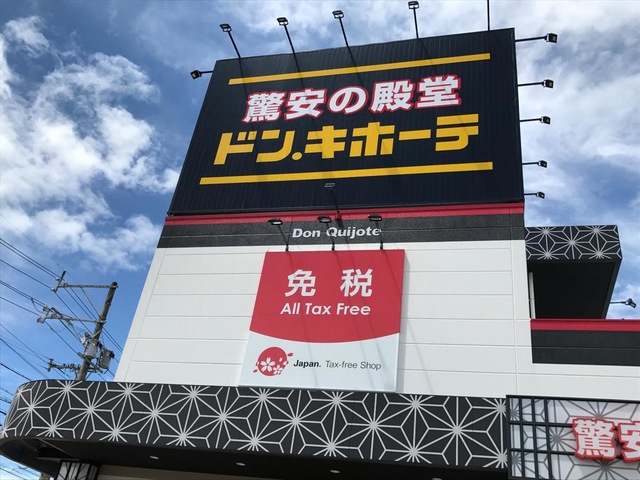 驚安の殿堂
ドン.キホーテ
Don Quijote
免税
All Tax Free
Japan. Tax-free Shop
驚安